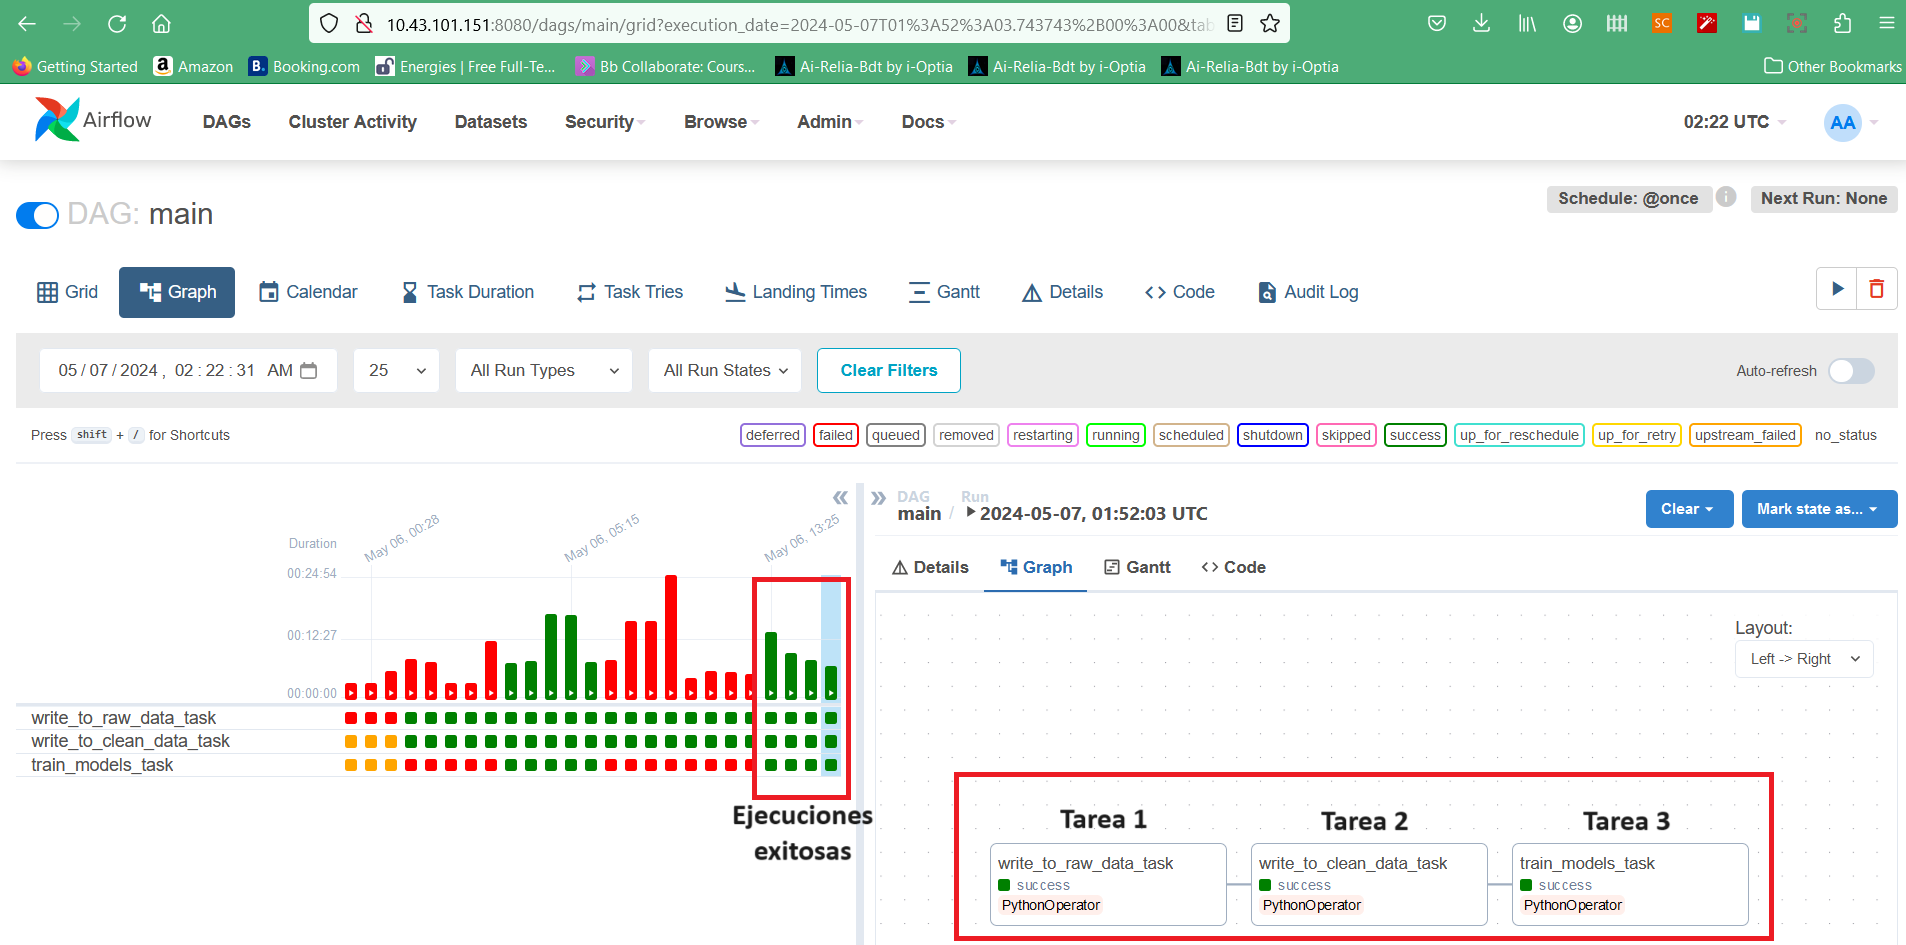 10.43.101.151:8080/dags/main/grid?execution_date=2024-05-07T01%3A52%3A03.743743%2B00%3A00&tab
SC
Getting Started
Amazon
B.
Booking.com
Energies | Free Full-Te...
Bb Collaborate: Cours...
Ai-Relia-Bdt by i-Optia
Ai-Relia-Bdt by i-Optia
Ai-Relia-Bdt by i-Optia
Other Bookmarks
Airflow
DAGs
Cluster Activity
Datasets
Security
Browse
Admin
Docs
02:22 UTC
AA
DAG: main
Schedule: @once
Next Run: None
Grid
Graph
Calendar
Task Duration
Task Tries
Landing Times
Gantt
Details
Code
Audit Log
05 / 07 / 2024 , 02 : 22 : 31 AM
25
All Run Types
All Run States
Clear Filters
Auto-refresh
Press shift + / for Shortcuts
deferred
failed
queued
removed
restarting
running
scheduled
shutdown
skipped
success
up_for_reschedule
up_for_retry
upstream_failed
no_status
DAG
main
/
Run
2024-05-07, 01:52:03 UTC
Clear
Mark state as...
May 06, 00:28
May 06, 05:15
May 06, 13:25
Duration
00:24:54
00:12:27
00:00:00
write_to_raw_data_task
write_to_clean_data_task
train_models_task
Ejecuciones
exitosas
Details
Graph
Gantt
Code
Layout:
Left -> Right
Tarea 1
Tarea 2
Tarea 3
write_to_raw_data_task
success
PythonOperator
write_to_clean_data_task
success
PythonOperator
train_models_task
success
PythonOperator